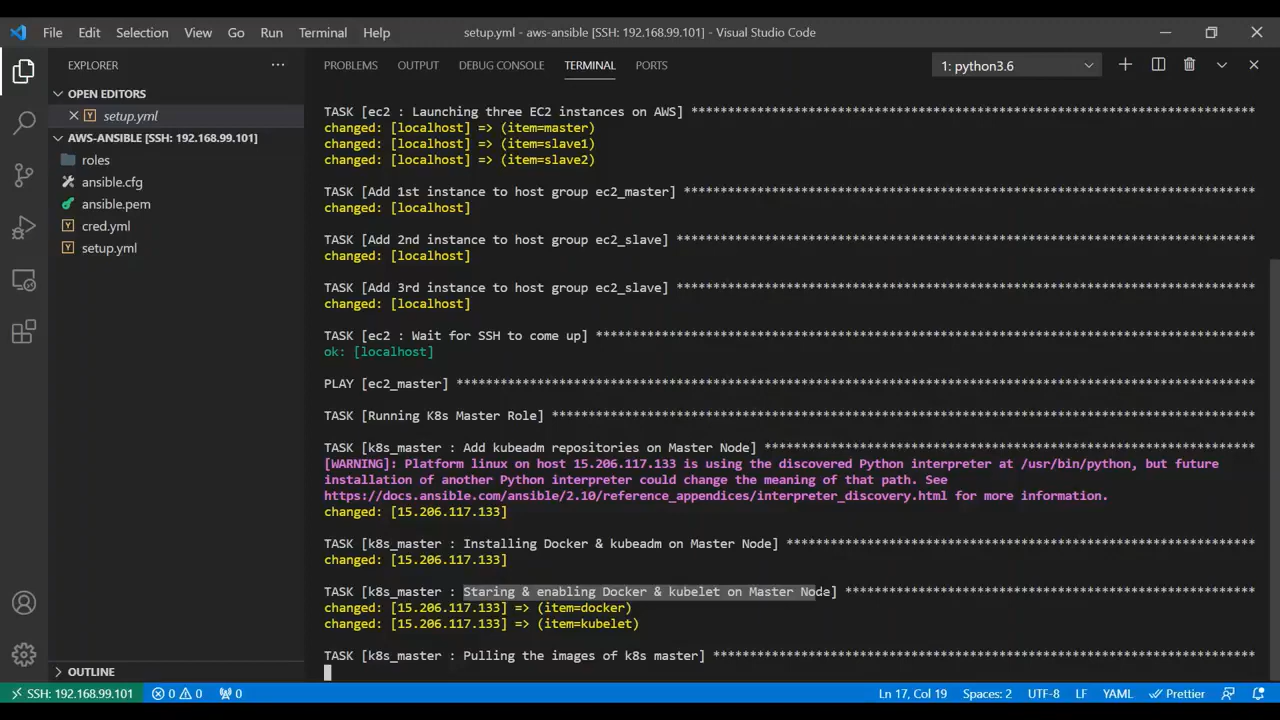 File Edit Selection View Go Run Terminal Help setup.yml - aws-ansible [SSH: 192.168.99.101] - Visual Studio Code
EXPLORER
OPEN EDITORS
setup.yml
AWS-ANSIBLE [SSH: 192.168.99.101]
roles
ansible.cfg
ansible.pem
cred.yml
setup.yml
OUTLINE
PROBLEMS OUTPUT DEBUG CONSOLE TERMINAL PORTS 1: python3.6
TASK [ec2 : Launching three EC2 instances on AWS] *****************************************************************************
changed: [localhost] => (item=master)
changed: [localhost] => (item=slave1)
changed: [localhost] => (item=slave2)
TASK [Add 1st instance to host group ec2_master] ******************************************************************************
changed: [localhost]
TASK [Add 2nd instance to host group ec2_slave] *******************************************************************************
changed: [localhost]
TASK [Add 3rd instance to host group ec2_slave] *******************************************************************************
changed: [localhost]
TASK [ec2 : Wait for SSH to come up] ******************************************************************************************
ok: [localhost]
PLAY [ec2_master] *************************************************************************************************************
TASK [Running K8s Master Role] ************************************************************************************************
TASK [k8s_master : Add kubeadm repositories on Master Node] *******************************************************************
[WARNING]: Platform linux on host 15.206.117.133 is using the discovered Python interpreter at /usr/bin/python, but future
installation of another Python interpreter could change the meaning of that path. See
https://docs.ansible.com/ansible/2.10/reference_appendices/interpreter_discovery.html for more information.
changed: [15.206.117.133]
TASK [k8s_master : Installing Docker & kubeadm on Master Node] ****************************************************************
changed: [15.206.117.133]
TASK [k8s_master : Staring & enabling Docker & kubelet on Master Node] ********************************************************
changed: [15.206.117.133] => (item=docker)
changed: [15.206.117.133] => (item=kubelet)
TASK [k8s_master : Pulling the images of k8s master] **************************************************************************
SSH: 192.168.99.101 0 0 0 Ln 17, Col 19 Spaces: 2 UTF-8 LF YAML Prettier